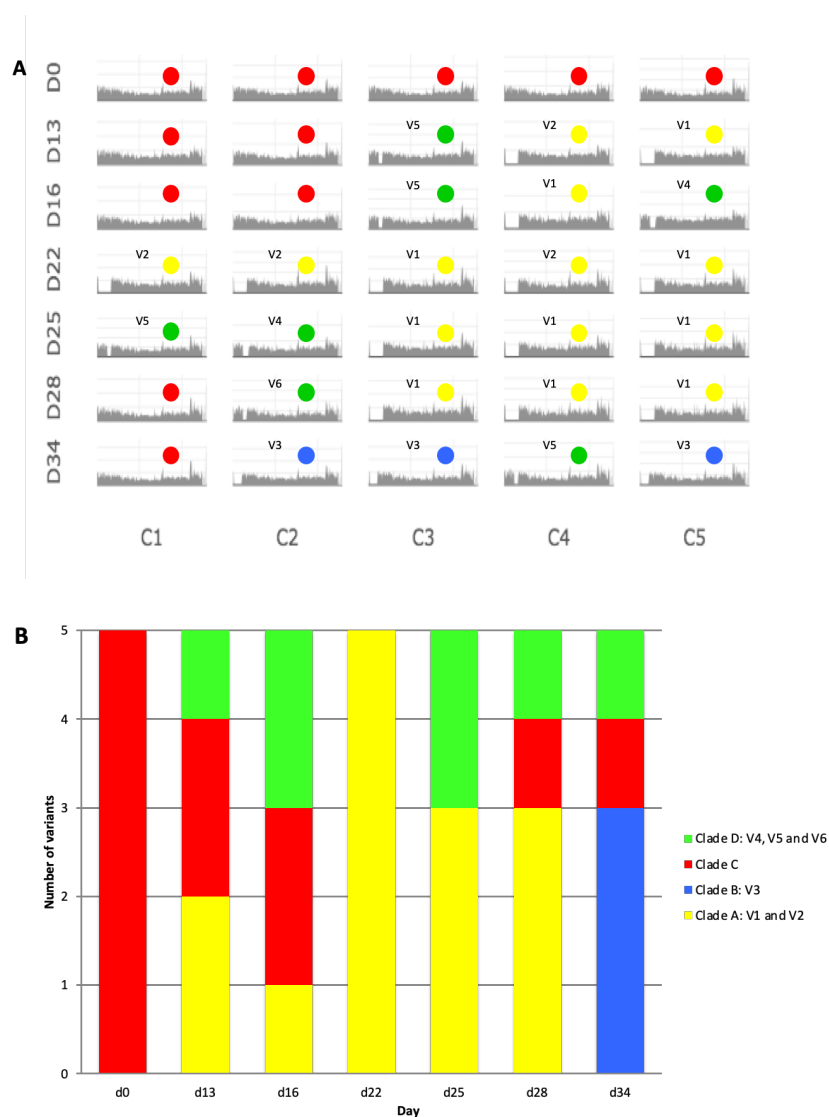 A
D0
D13
V5 V2 V1
D16
V5 V1 V4
D22
V2 V2 V1 V2 V1
D25
V5 V4 V1 V1 V1
D28
V6 V1 V1 V1
D34
V3 V3 V5 V3
C1 C2 C3 C4 C5
B
Number of variants
5
4
3
2
1
0
d0 d13 d16 d22 d25 d28 d34
Day
Clade D: V4, V5 and V6
Clade C
Clade B: V3
Clade A: V1 and V2